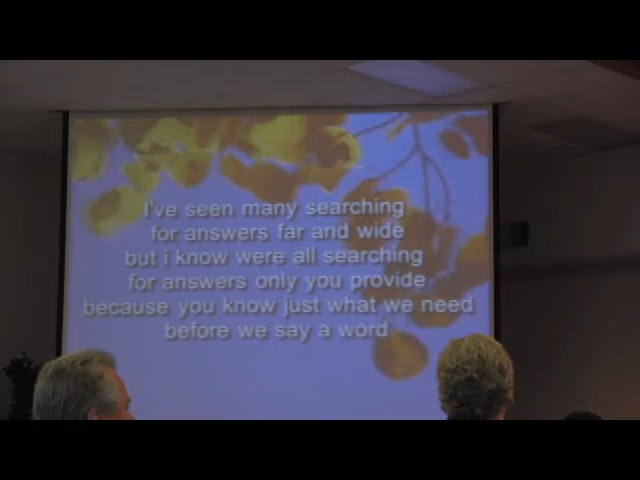 I've seen many searching
for answers far and wide
but i know were all searching
for answers only you provide
because you know just what we need
before we say a word